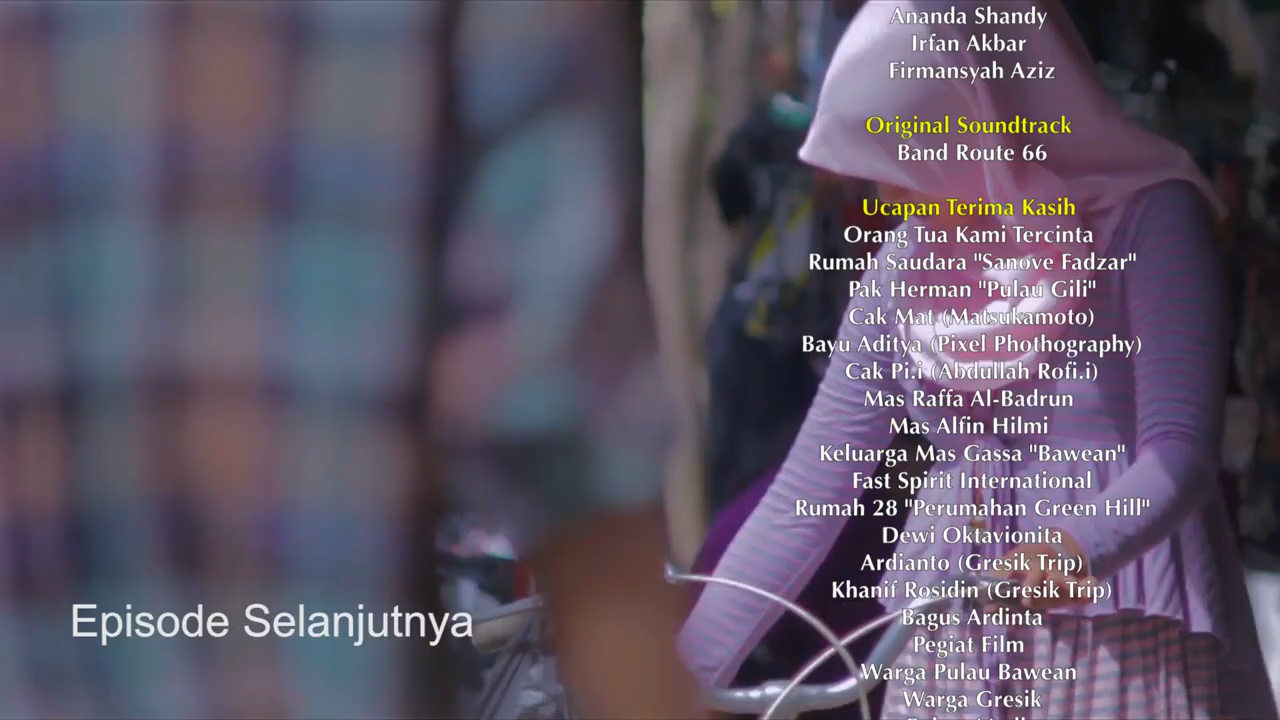 Ananda Shandy
Irfan Akbar
Firmansyah Aziz
Original Soundtrack
Band Route 66
Ucapan Terima Kasih
Orang Tua Kami Tercinta
Rumah Saudara "Sanove Fadzar"
Pak Herman "Pulau Gili"
Cak Mat (Matsukamoto)
Bayu Aditya (Pixel Phothography)
Cak Pi.i (Abdullah Rofi.i)
Mas Raffa Al-Badrun
Mas Alfin Hilmi
Keluarga Mas Gassa "Bawean"
Fast Spirit International
Rumah 28 "Perumahan Green Hill"
Dewi Oktavionita
Ardianto (Gresik Trip)
Khanif Rosidin (Gresik Trip)
Bagus Ardinta
Pegiat Film
Warga Pulau Bawean
Warga Gresik
Episode Selanjutnya